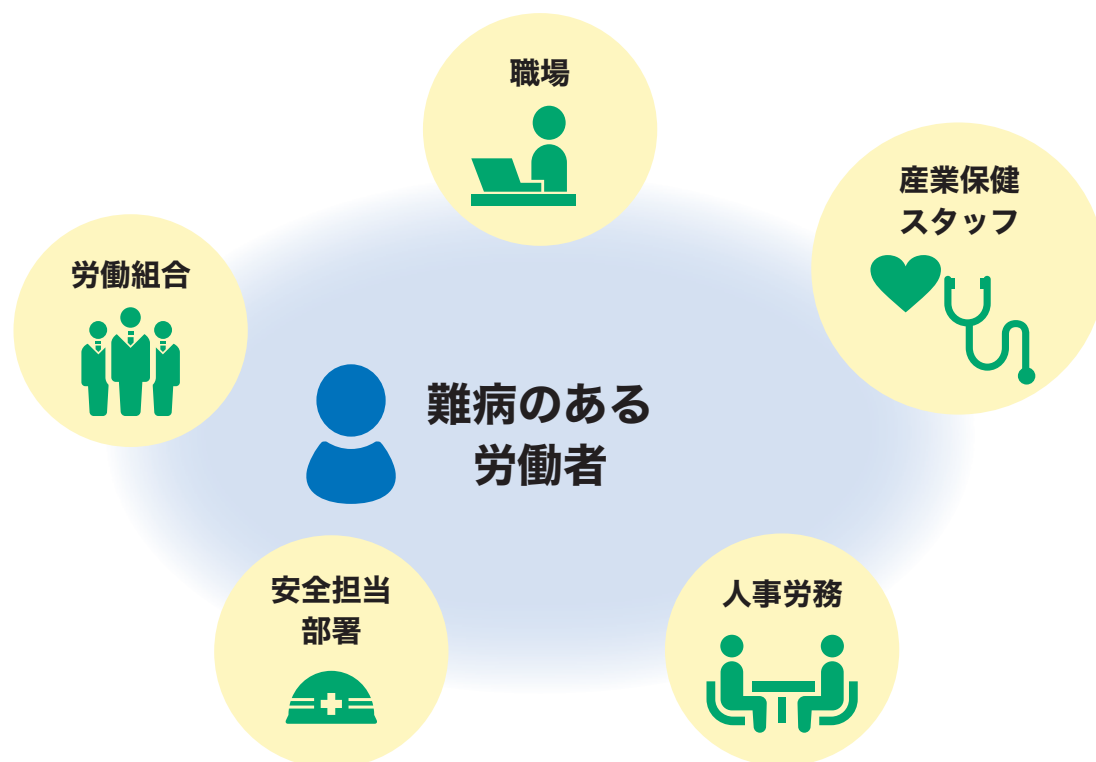 職場
産業保健
スタッフ
労働組合
難病のある
労働者
安全担当
部署
人事労務